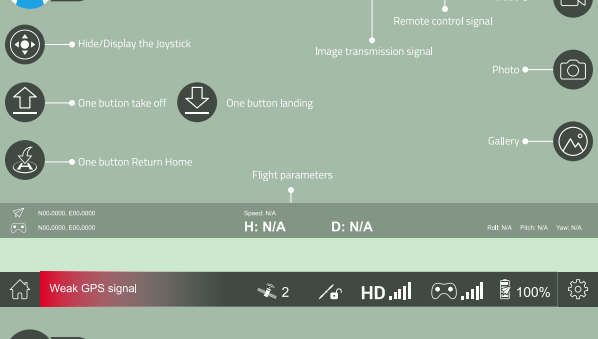 Remote control signal
Hide/Display the Joystick
Image transmission signal
Photo
One button take off
One button landing
Gallery
One button Return Home
Flight parameters
N00.0000, E00.0000
Speed: N/A
N00.0000, E00.0000
H: N/A
D: N/A
Roll: N/A Pitch: N/A Yaw: N/A
Weak GPS signal
2
HD
100%